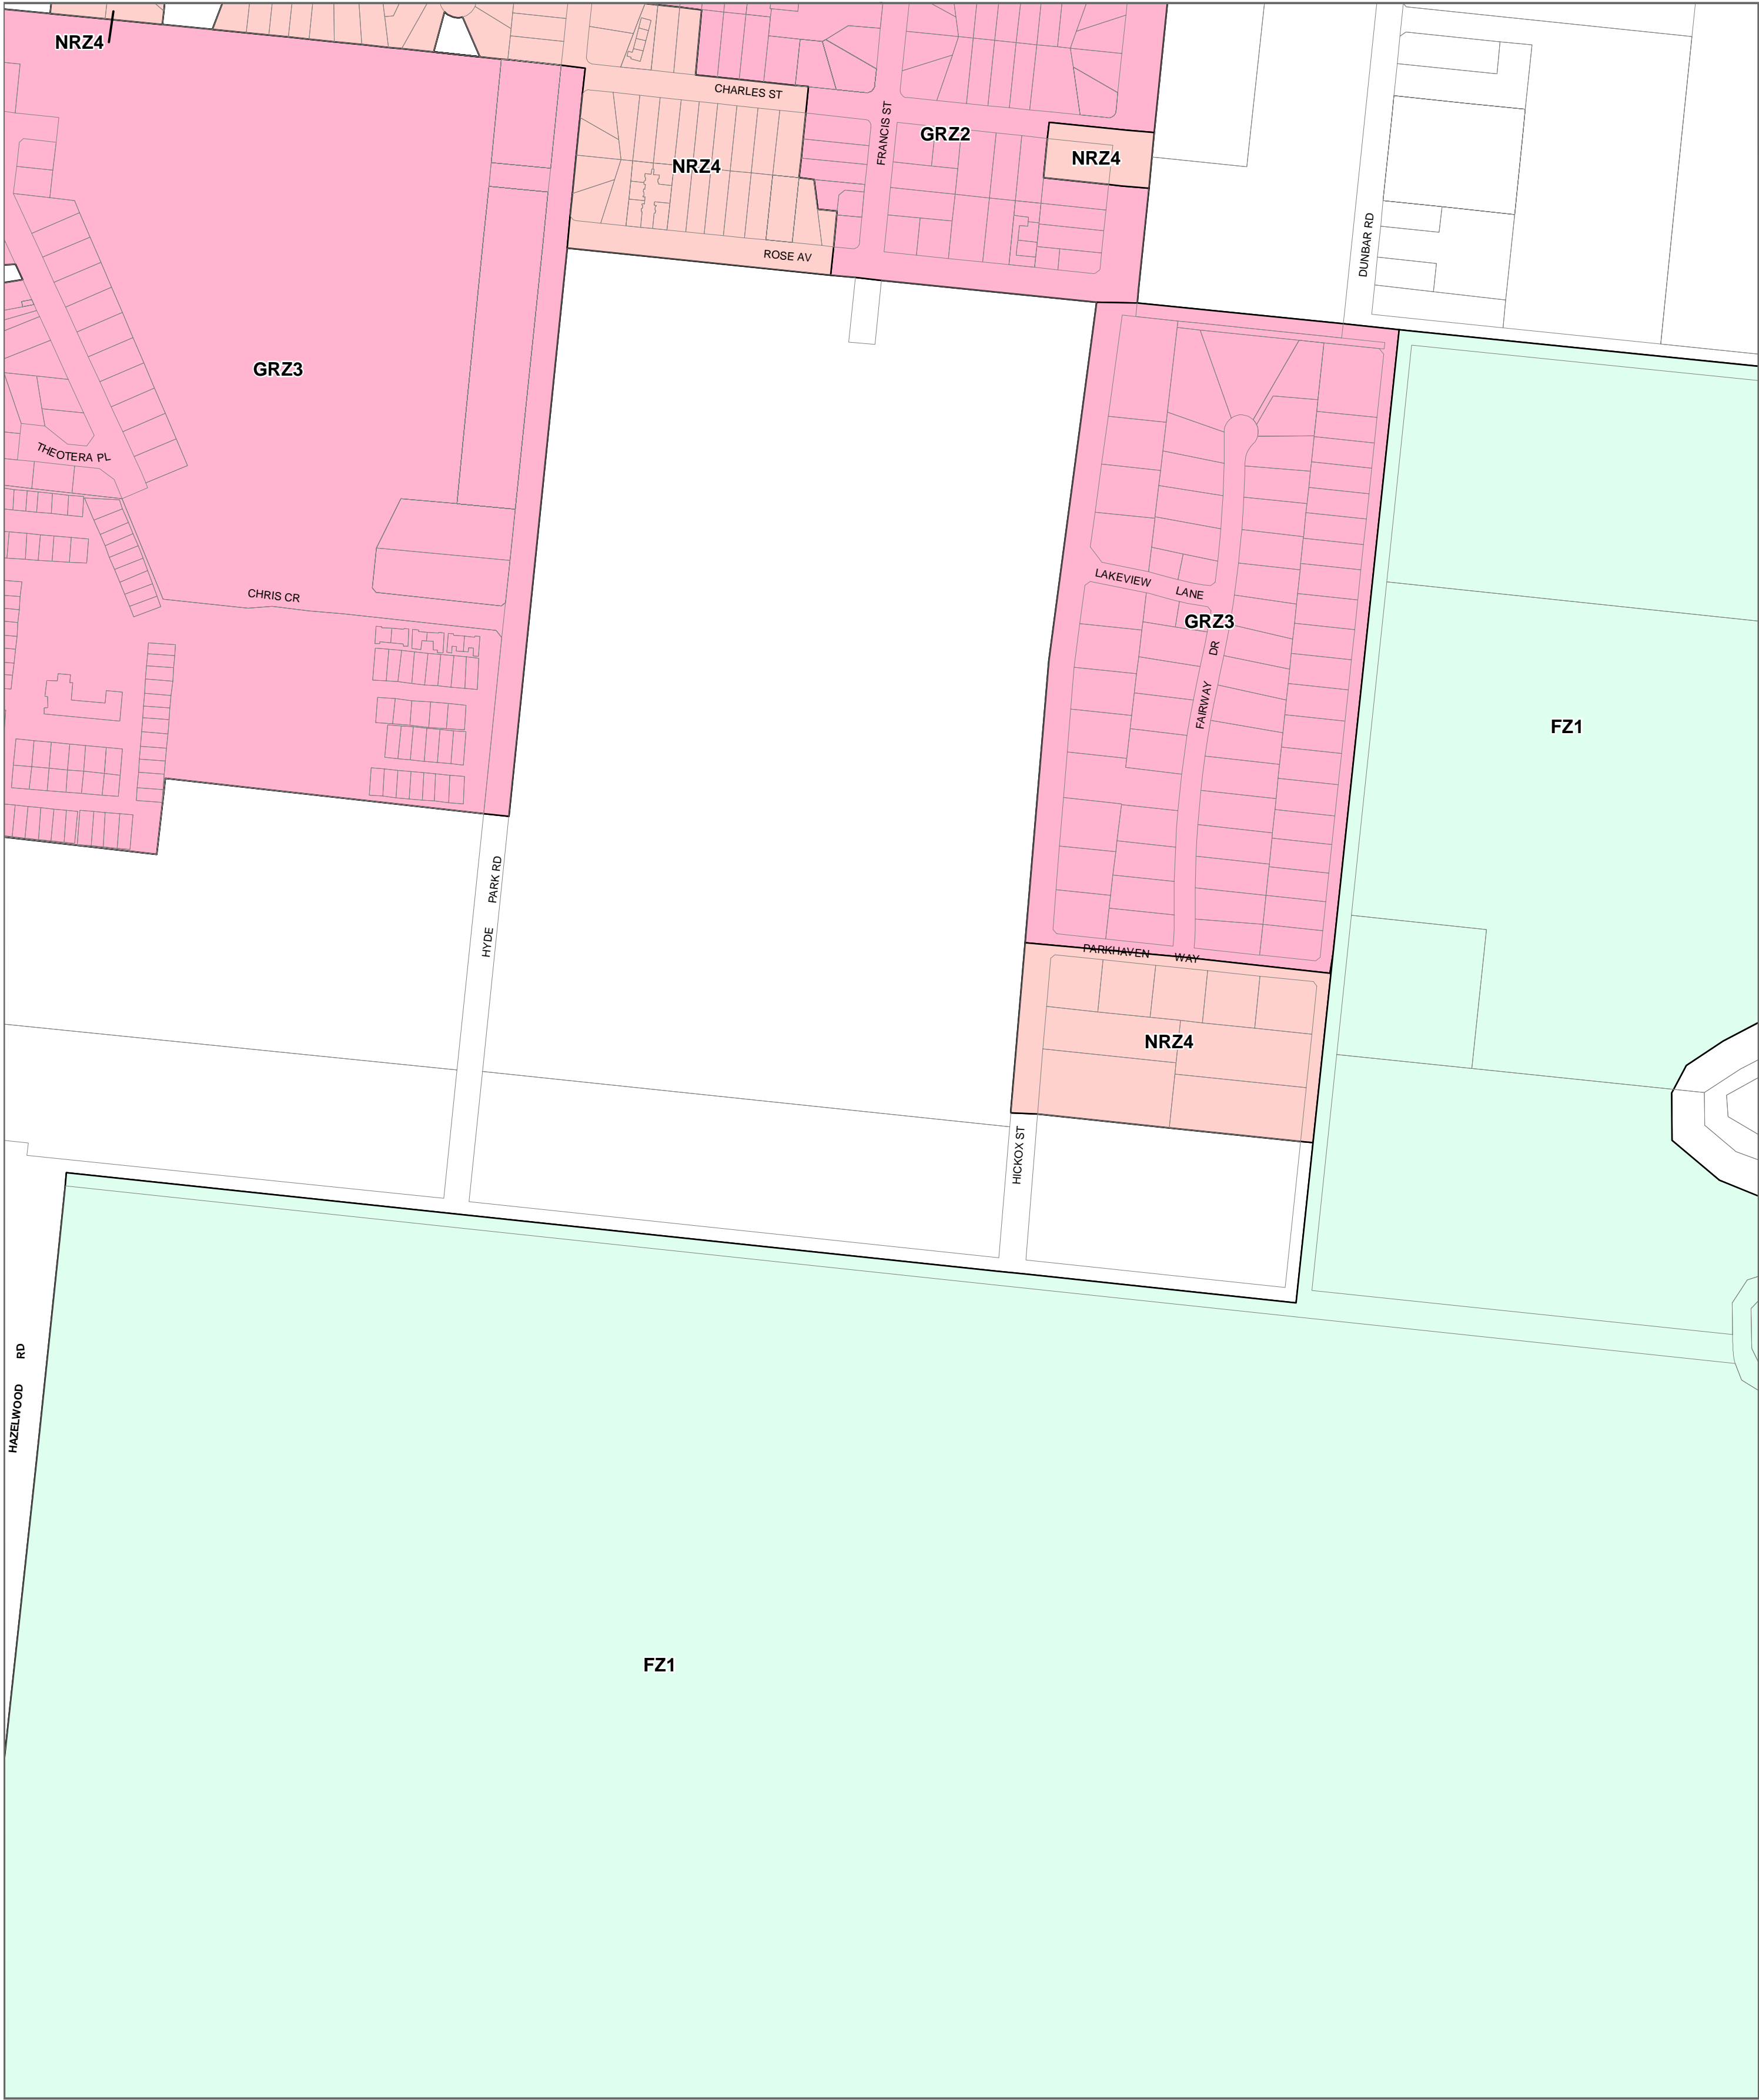 NRZ4
CHARLES ST
FRANCIS ST
GRZ2
NRZ4
NRZ4
ROSE AV
DUNBAR RD
GRZ3
THEOTERA PL
LAKEVIEW LANE
CHRIS CR
GRZ3
FAIRWAY DR
FZ1
HYDE PARK RD
PARKHAVEN WAY
NRZ4
HICKOX ST
HAZELWOOD RD
FZ1